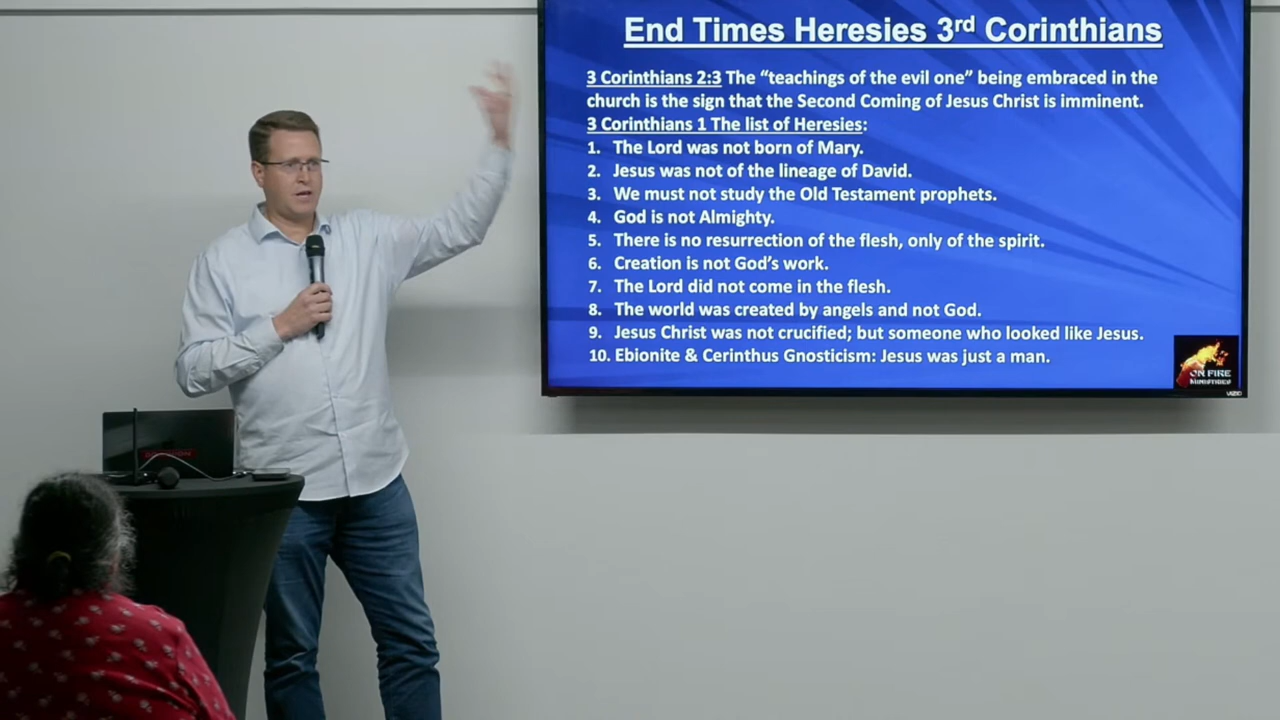 End Times Heresies 3rd Corinthians
3 Corinthians 2:3 The “teachings of the evil one” being embraced in the
church is the sign that the Second Coming of Jesus Christ is imminent.
3 Corinthians 1 The list of Heresies:
1. The Lord was not born of Mary.
2. Jesus was not of the lineage of David.
3. We must not study the Old Testament prophets.
4. God is not Almighty.
5. There is no resurrection of the flesh, only of the spirit.
6. Creation is not God’s work.
7. The Lord did not come in the flesh.
8. The world was created by angels and not God.
9. Jesus Christ was not crucified; but someone who looked like Jesus.
10. Ebionite & Cerinthus Gnosticism: Jesus was just a man.
ON FIRE
MINISTRIES
VIZIO